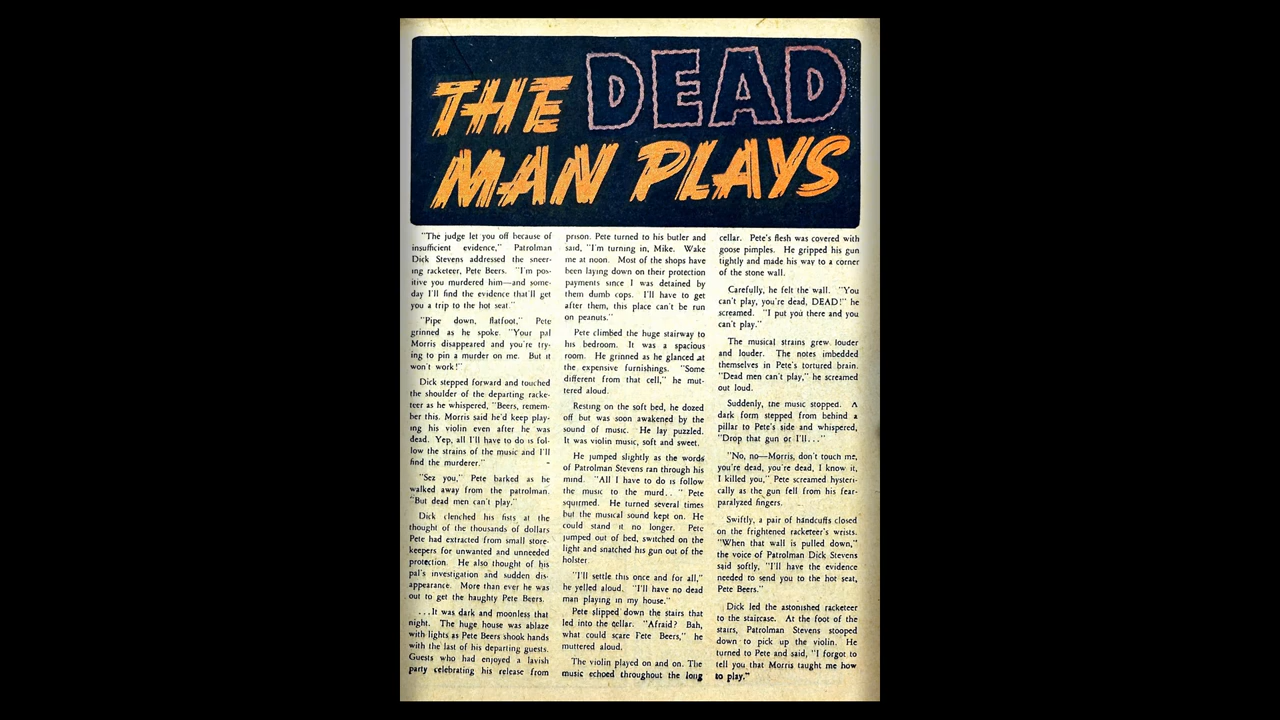 THE DEAD
MAN PLAYS
"The judge let you off because of
insufficient evidence," Patrolman
Dick Stevens addressed the sneer-
ing racketeer, Pete Beers. "I'm pos-
itive you murdered him—and some-
day I'll find the evidence that'll get
you a trip to the hot seat."
"Pipe down, flatfoot," Pete
grinned as he spoke. "Your pal
Morris disappeared and you're try-
ing to pin a murder on me. But it
won't work!"
Dick stepped forward and touched
the shoulder of the departing racke-
teer as he whispered, "Beers, remem-
ber this. Morris said he'd keep play-
ing his violin even after he was
dead. Yep, all I'll have to do is fol-
low the strains of the music and I'll
find the murderer."
"Sez you," Pete barked as he
walked away from the patrolman.
"But dead men can't play."
Dick clenched his fists at the
thought of the thousands of dollars
Pete had extracted from small store-
keepers for unwanted and unneeded
protection. He also thought of his
pal's investigation and sudden dis-
appearance. More than ever he was
out to get the haughty Pete Beers.
...It was dark and moonless that
night. The huge house was ablaze
with lights as Pete Beers shook hands
with the last of his departing guests.
Guests who had enjoyed a lavish
party celebrating his release from
prison. Pete turned to his butler and
said, "I'm turning in, Mike. Wake
me at noon. Most of the shops have
been laying down on their protection
payments since I was detained by
them dumb cops. I'll have to get
after them, this place can't be run
on peanuts."
Pete climbed the huge stairway to
his bedroom. It was a spacious
room. He grinned as he glanced at
the expensive furnishings. "Some
different from that cell," he mut-
tered aloud.
Resting on the soft bed, he dozed
off but was soon awakened by the
sound of music. He lay puzzled.
It was violin music, soft and sweet.
He jumped slightly as the words
of Patrolman Stevens ran through his
mind. "All I have to do is follow
the music to the murd.. " Pete
squirmed. He turned several times
but the musical sound kept on. He
could stand it no longer. Pete
jumped out of bed, switched on the
light and snatched his gun out of the
holster.
"I'll settle this once and for all,"
he yelled aloud. "I'll have no dead
man playing in my house."
Pete slipped down the stairs that
led into the cellar. "Afraid? Bah,
what could scare Pete Beers," he
muttered aloud.
The violin played on and on. The
music echoed throughout the long
cellar. Pete's flesh was covered with
goose pimples. He gripped his gun
tightly and made his way to a corner
of the stone wall.
Carefully, he felt the wall. "You
can't play, you're dead, DEAD!" he
screamed. "I put you there and you
can't play."
The musical strains grew louder
and louder. The notes imbedded
themselves in Pete's tortured brain.
"Dead men can't play," he screamed
out loud.
Suddenly, the music stopped. A
dark form stepped from behind a
pillar to Pete's side and whispered,
"Drop that gun or I'll..."
"No, no—Morris, don't touch me,
you're dead, you're dead, I know it,
I killed you," Pete screamed hysteri-
cally as the gun fell from his fear-
paralyzed fingers.
Swiftly, a pair of handcuffs closed
on the frightened racketeer's wrists.
"When that wall is pulled down,"
the voice of Patrolman Dick Stevens
said softly, "I'll have the evidence
needed to send you to the hot seat,
Pete Beers."
Dick led the astonished racketeer
to the staircase. At the foot of the
stairs, Patrolman Stevens stooped
down to pick up the violin. He
turned to Pete and said, "I forgot to
tell you that Morris taught me how
to play."